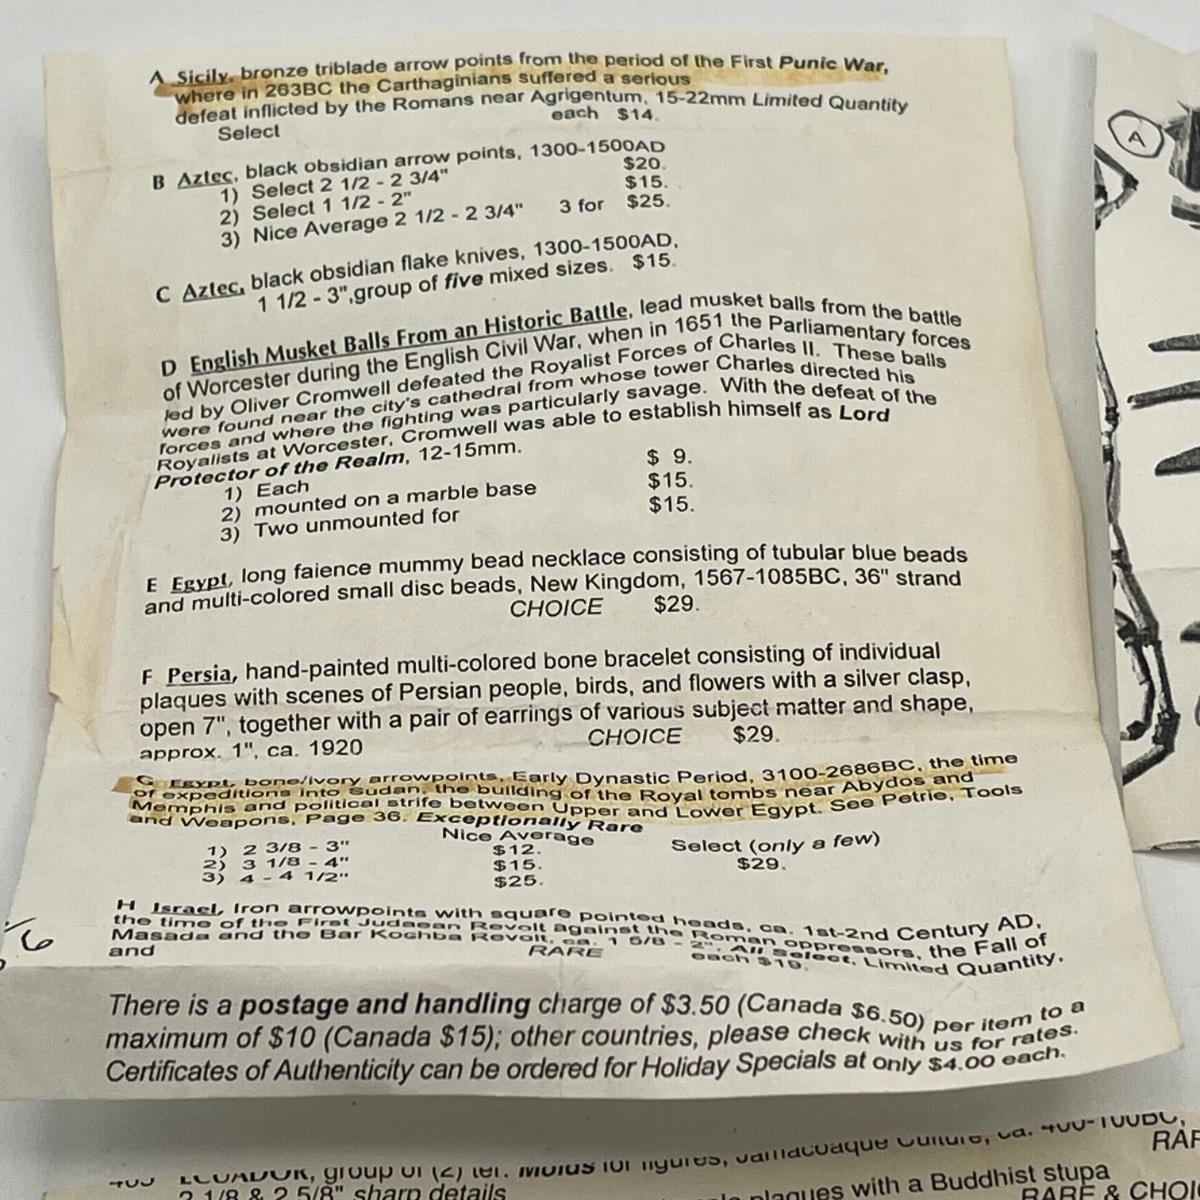 A Sicily, bronze triblade arrow points from the period of the First Punic War,
where in 263BC the Carthaginians suffered a serious
defeat inflicted by the Romans near Agrigentum, 15-22mm Limited Quantity
Select each $14.
B Aztec, black obsidian arrow points, 1300-1500AD
1) Select 2 1/2 - 2 3/4" $20.
2) Select 1 1/2 - 2" $15.
3) Nice Average 2 1/2 - 2 3/4" 3 for $25.
C Aztec, black obsidian flake knives, 1300-1500AD,
1 1/2 - 3",group of five mixed sizes. $15.
D English Musket Balls From an Historic Battle, lead musket balls from the battle
of Worcester during the English Civil War, when in 1651 the Parliamentary forces
led by Oliver Cromwell defeated the Royalist Forces of Charles II. These balls
were found near the city's cathedral from whose tower Charles directed his
forces and where the fighting was particularly savage. With the defeat of the
Royalists at Worcester, Cromwell was able to establish himself as Lord
Protector of the Realm, 12-15mm.
1) Each $ 9.
2) mounted on a marble base $15.
3) Two unmounted for $15.
E Egypt, long faience mummy bead necklace consisting of tubular blue beads
and multi-colored small disc beads, New Kingdom, 1567-1085BC, 36" strand
CHOICE $29.
F Persia, hand-painted multi-colored bone bracelet consisting of individual
plaques with scenes of Persian people, birds, and flowers with a silver clasp,
open 7", together with a pair of earrings of various subject matter and shape,
approx. 1", ca. 1920 CHOICE $29.
G Egypt, bone/ivory arrowpoints, Early Dynastic Period, 3100-2686BC, the time
of expeditions into Sudan, the building of the Royal tombs near Abydos and
Memphis and political strife between Upper and Lower Egypt. See Petrie, Tools
and Weapons, Page 36. Exceptionally Rare
Nice Average Select (only a few)
1) 2 3/8 - 3" $12.
2) 3 1/8 - 4" $15. $29.
3) 4 - 4 1/2" $25.
H Israel, Iron arrowpoints with square pointed heads, ca. 1st-2nd Century AD,
the time of the First Judaean Revolt against the Roman oppressors, the Fall of
Masada and the Bar Kochba Revolt, ca. 1 5/8 - 2". All select, Limited Quantity,
and RARE each $19.
There is a postage and handling charge of $3.50 (Canada $6.50) per item to a
maximum of $10 (Canada $15); other countries, please check with us for rates.
Certificates of Authenticity can be ordered for Holiday Specials at only $4.00 each.
A
ECUADOR, group of (2)
ca. 400-100BC,
RAR
2 1/8 & 2 5/8" sharp details
plaques with a Buddhist stupa
RARE & CHOI